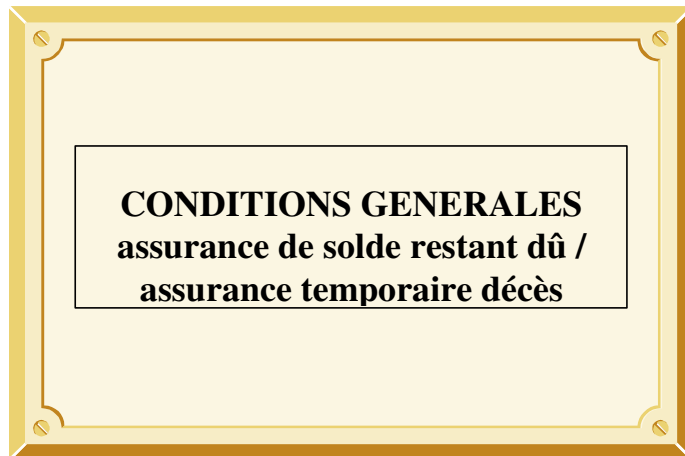 CONDITIONS GENERALES
assurance de solde restant dû /
assurance temporaire décès